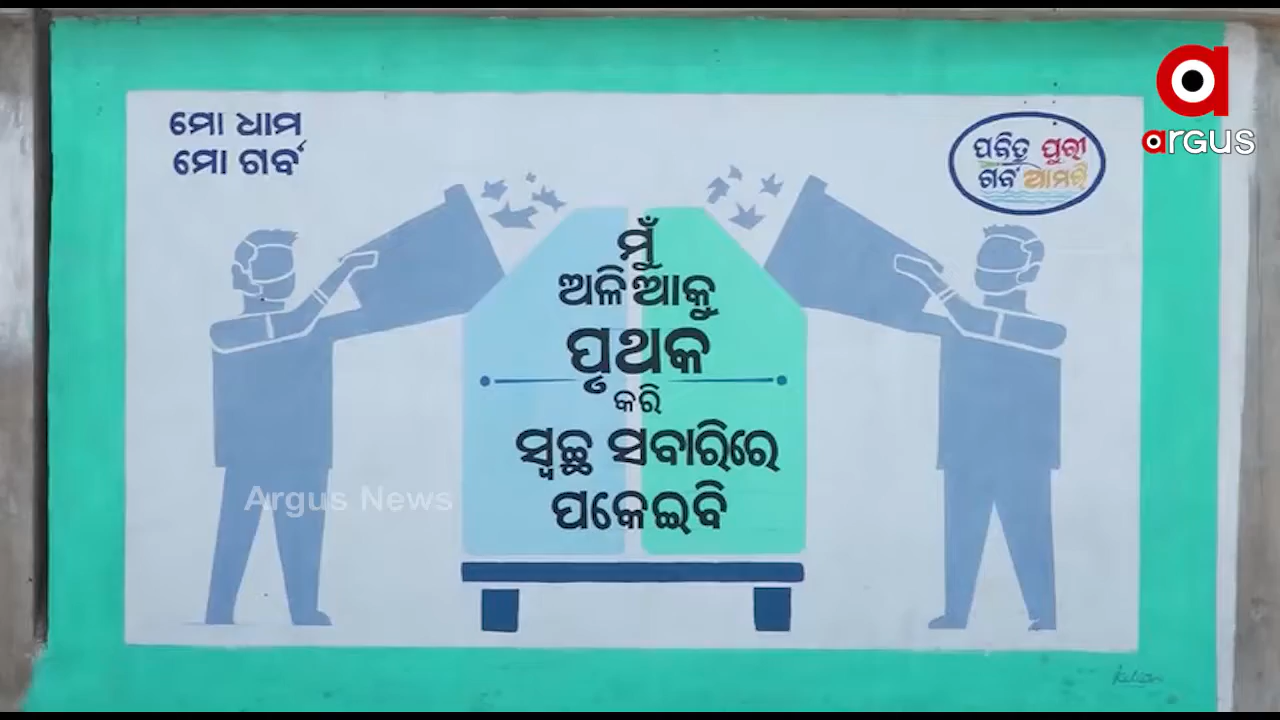 ମୋ ଧାମ
ମୋ ଗର୍ବ
ପବିତ୍ର ପୁରୀ
ଗର୍ବ ଆମରି
argus
ମୁଁ
ଅଳିଆକୁ
ପୃଥକ
କରି
ସ୍ୱଚ୍ଛ ସବାରିରେ
ପକେଇବି
Argus News